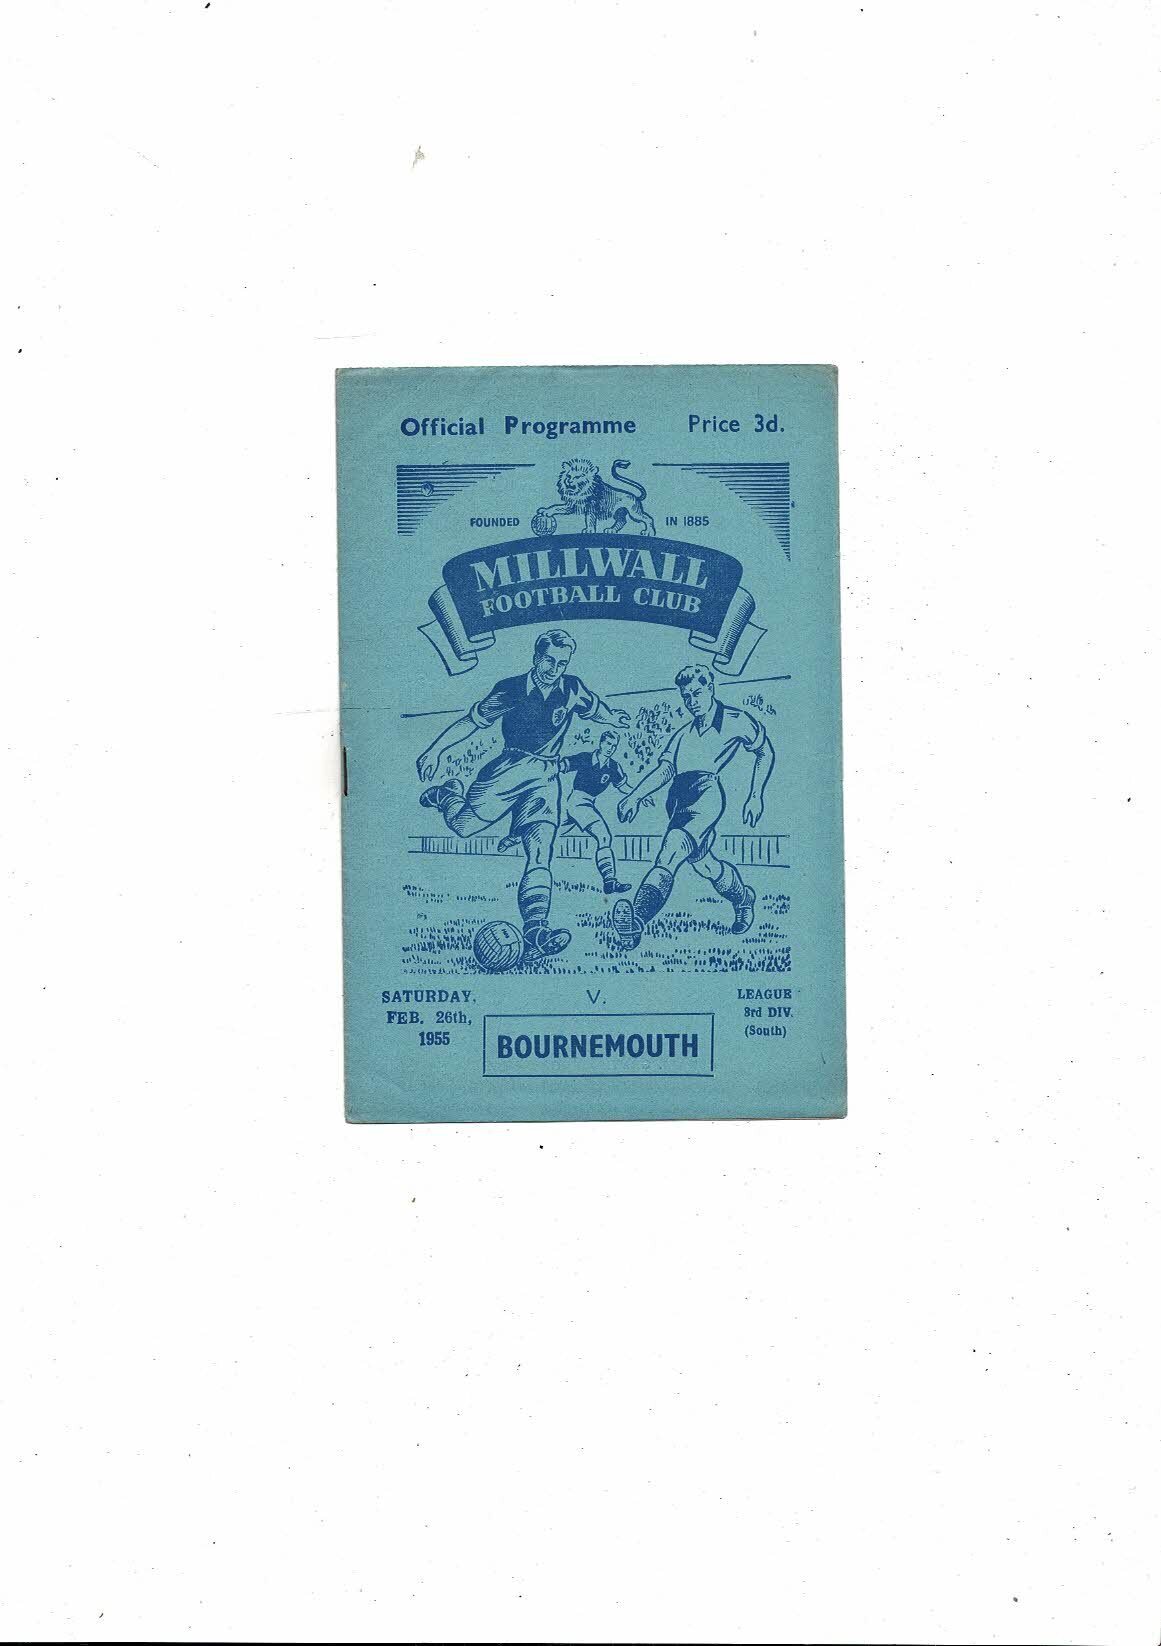 Official Programme Price 3d.
FOUNDED IN 1885
MILLWALL
FOOTBALL CLUB
SATURDAY,
FEB. 26th,
1955
V.
BOURNEMOUTH
LEAGUE
3rd DIV.
(South)